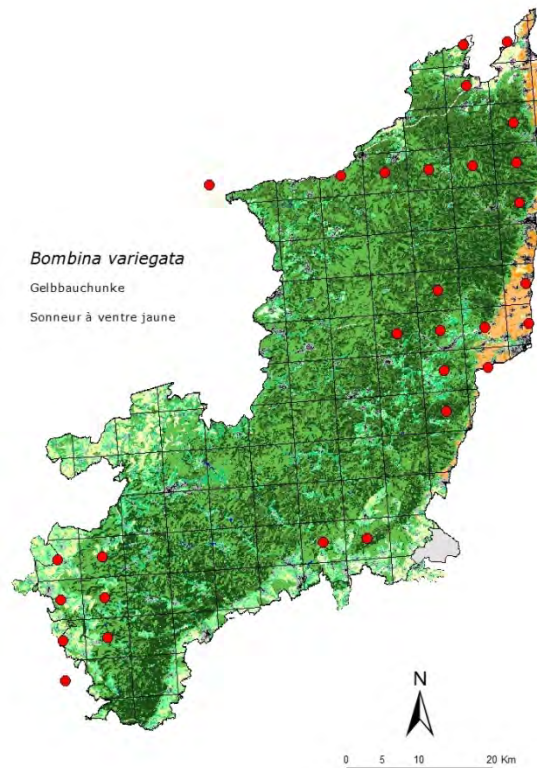 Bombina variegata
Gelbbauchunke
Sonneur à ventre jaune
N
0 5 10 20 Km